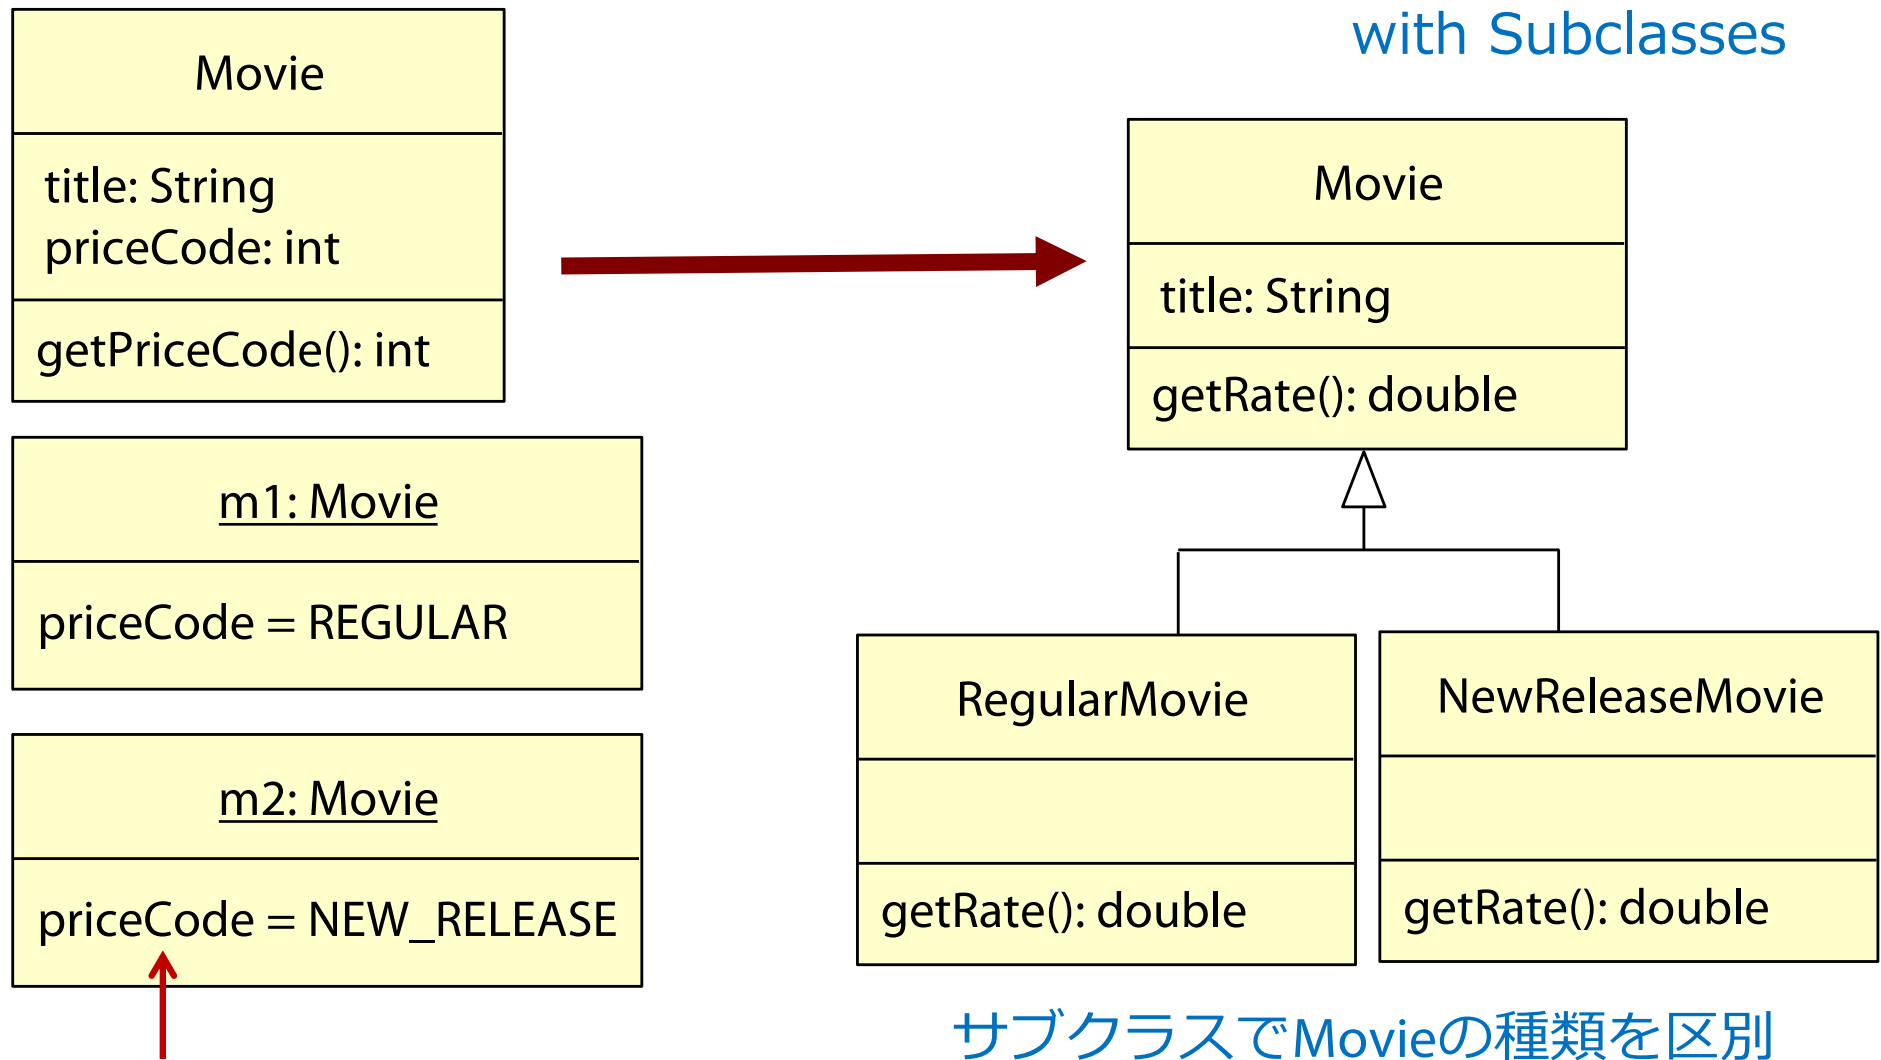 with Subclasses
Movie
title: String
priceCode: int
getPriceCode(): int
m1: Movie
priceCode = REGULAR
m2: Movie
priceCode = NEW_RELEASE
Movie
title: String
getRate(): double
RegularMovie
getRate(): double
NewReleaseMovie
getRate(): double
サブクラスでMovieの種類を区別